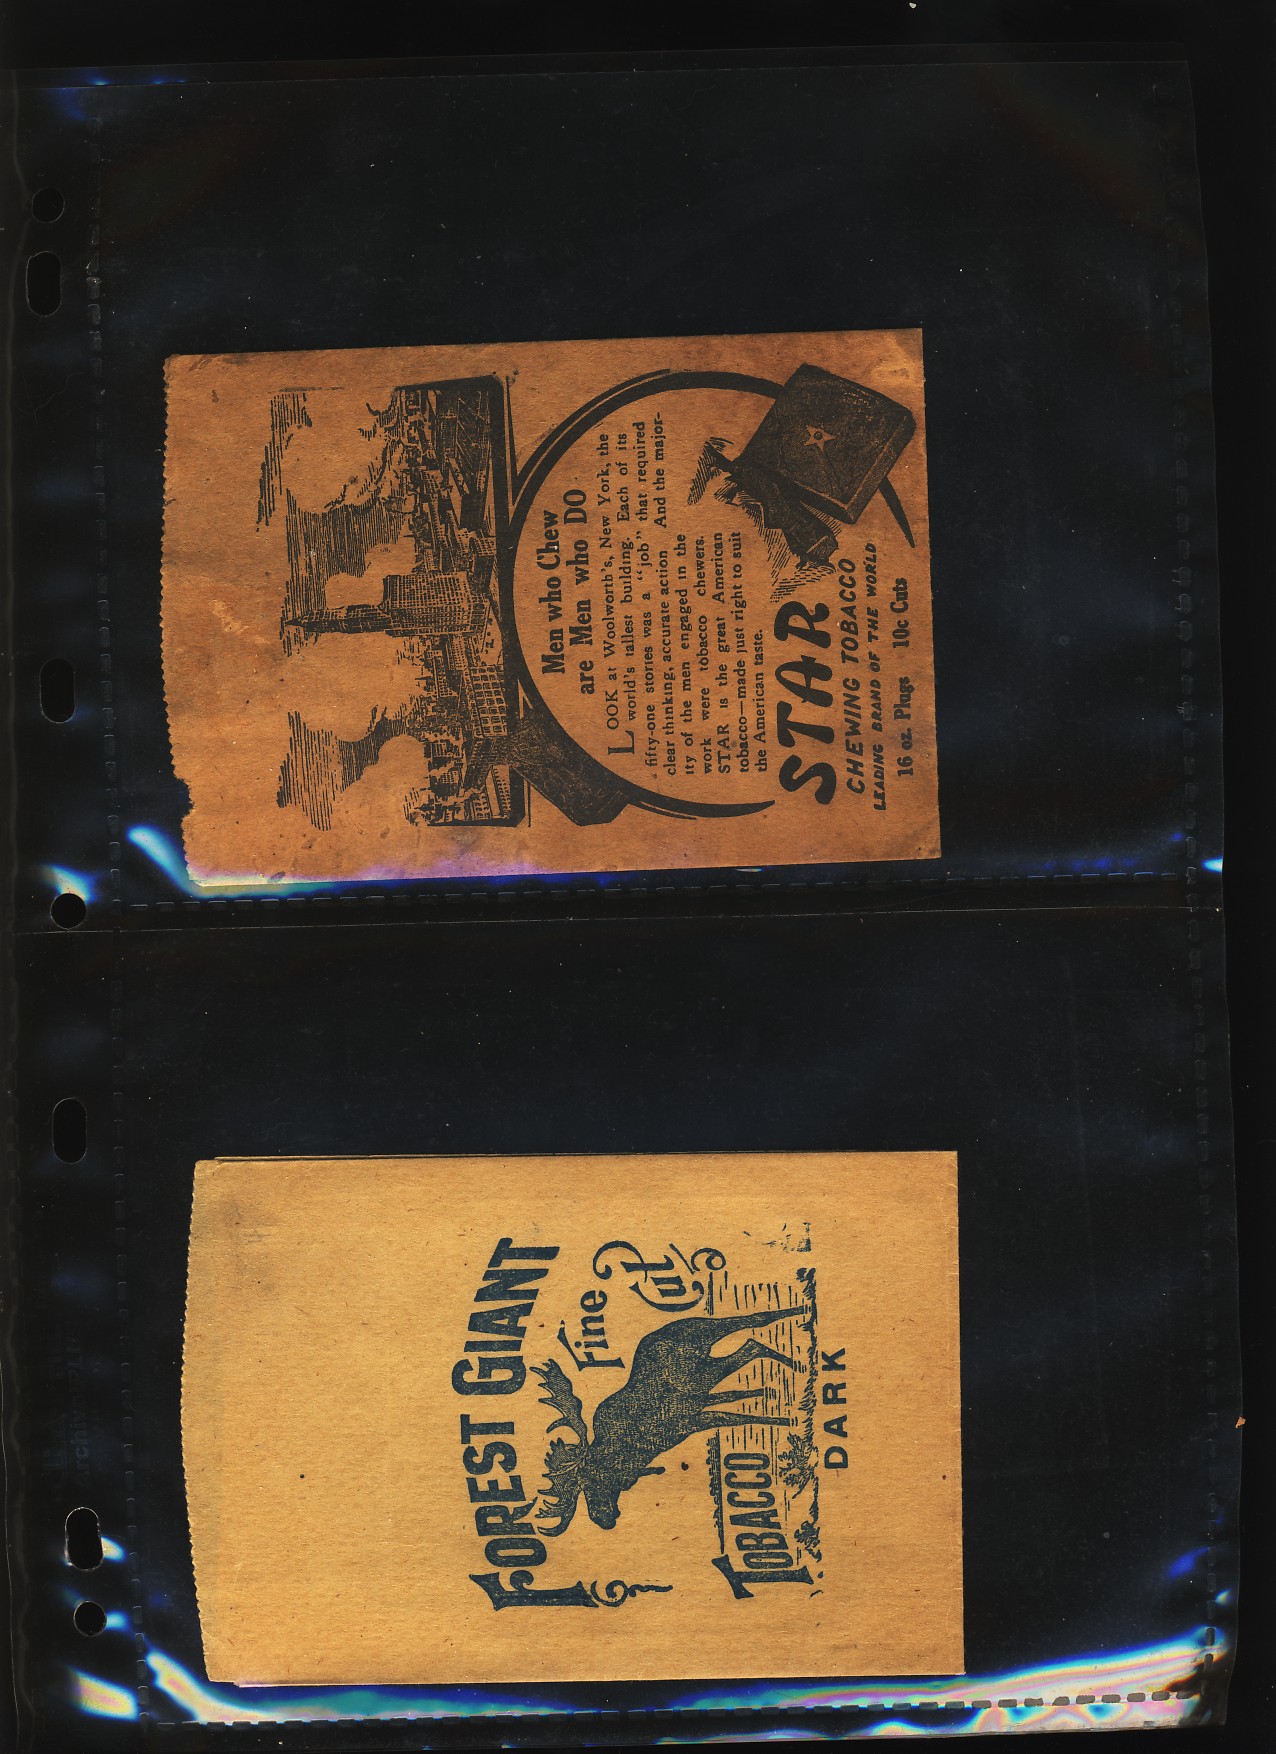 Men who Chew
are Men who DO
LOOK at Woolworth's, New York, the
world's tallest building. Each of its
fifty-one stories was a "job" that required
clear thinking, accurate action And the major-
ity of the men engaged in the
work were tobacco chewers.
STAR is the great American
tobacco—made just right to suit
the American taste.
STAR
CHEWING TOBACCO
LEADING BRAND OF THE WORLD
16 oz. Plugs 10c Cuts
FOREST GIANT
Fine
Cut
TOBACCO
DARK